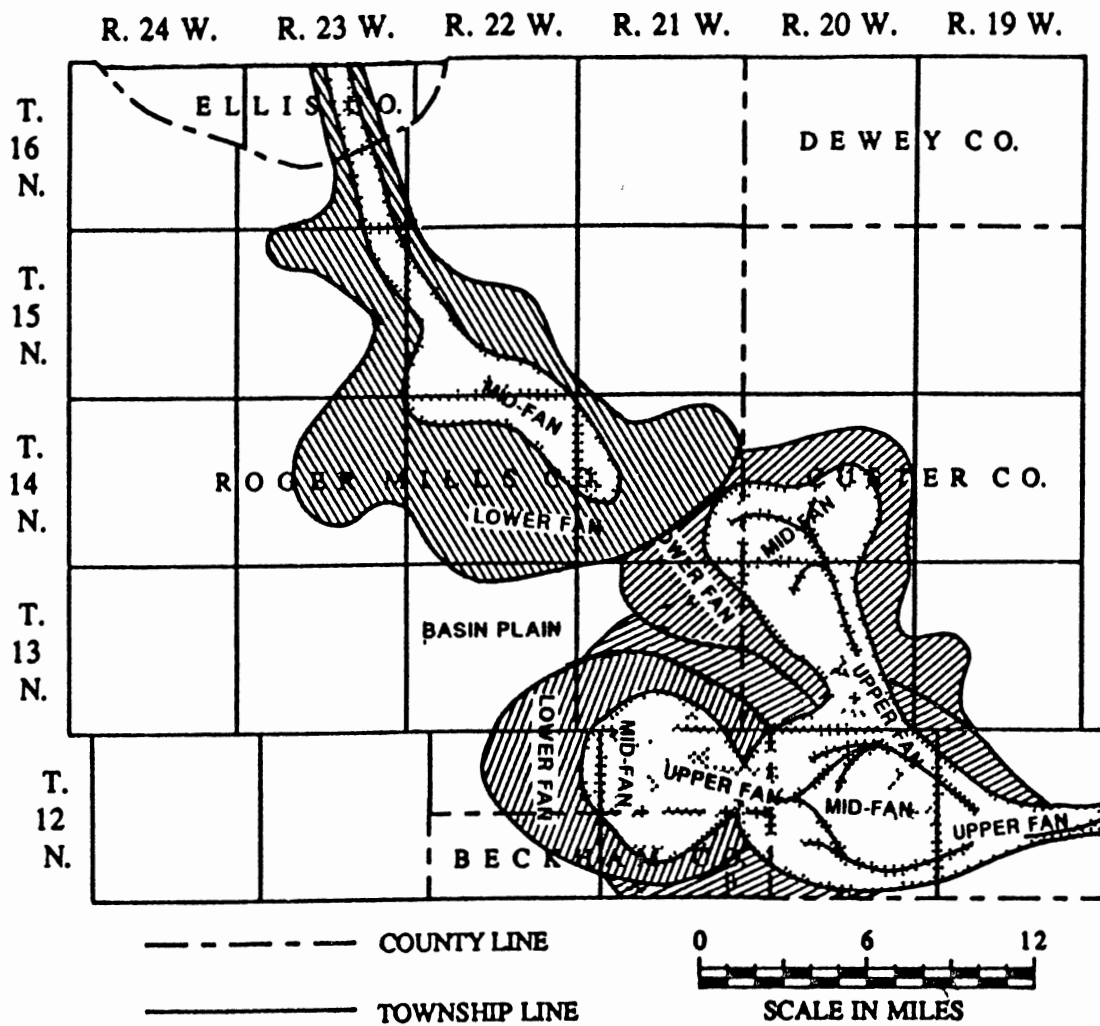 R. 24 W. R. 23 W. R. 22 W. R. 21 W. R. 20 W. R. 19 W.
T.
16
N.
ELLIS CO.
DEWEY CO.
T.
15
N.
MID-FAN
T.
14
N.
ROGER MILLS CO.
CUSTER CO.
LOWER FAN
MID-FAN
LOWER FAN
T.
13
N.
BASIN PLAIN
UPPER FAN
T.
12
N.
LOWER FAN
MID-FAN
UPPER FAN
MID-FAN
UPPER FAN
BECKHAM CO.
COUNTY LINE
TOWNSHIP LINE
0 6 12
SCALE IN MILES